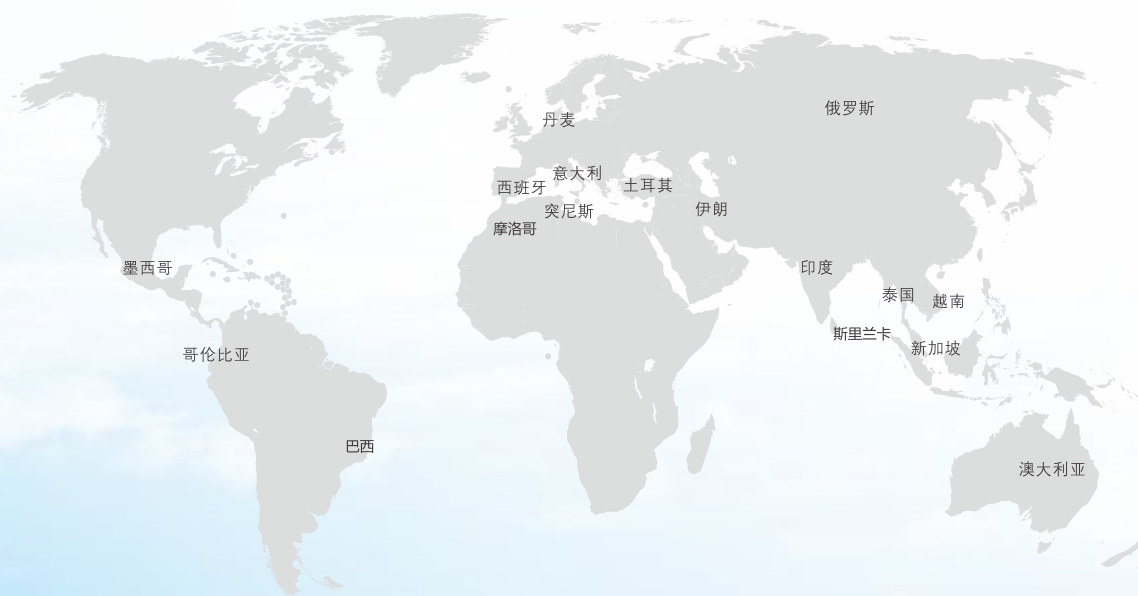 俄罗斯
丹麦
意大利
西班牙
土耳其
突尼斯
伊朗
摩洛哥
墨西哥
印度
泰国
越南
斯里兰卡
新加坡
哥伦比亚
巴西
澳大利亚